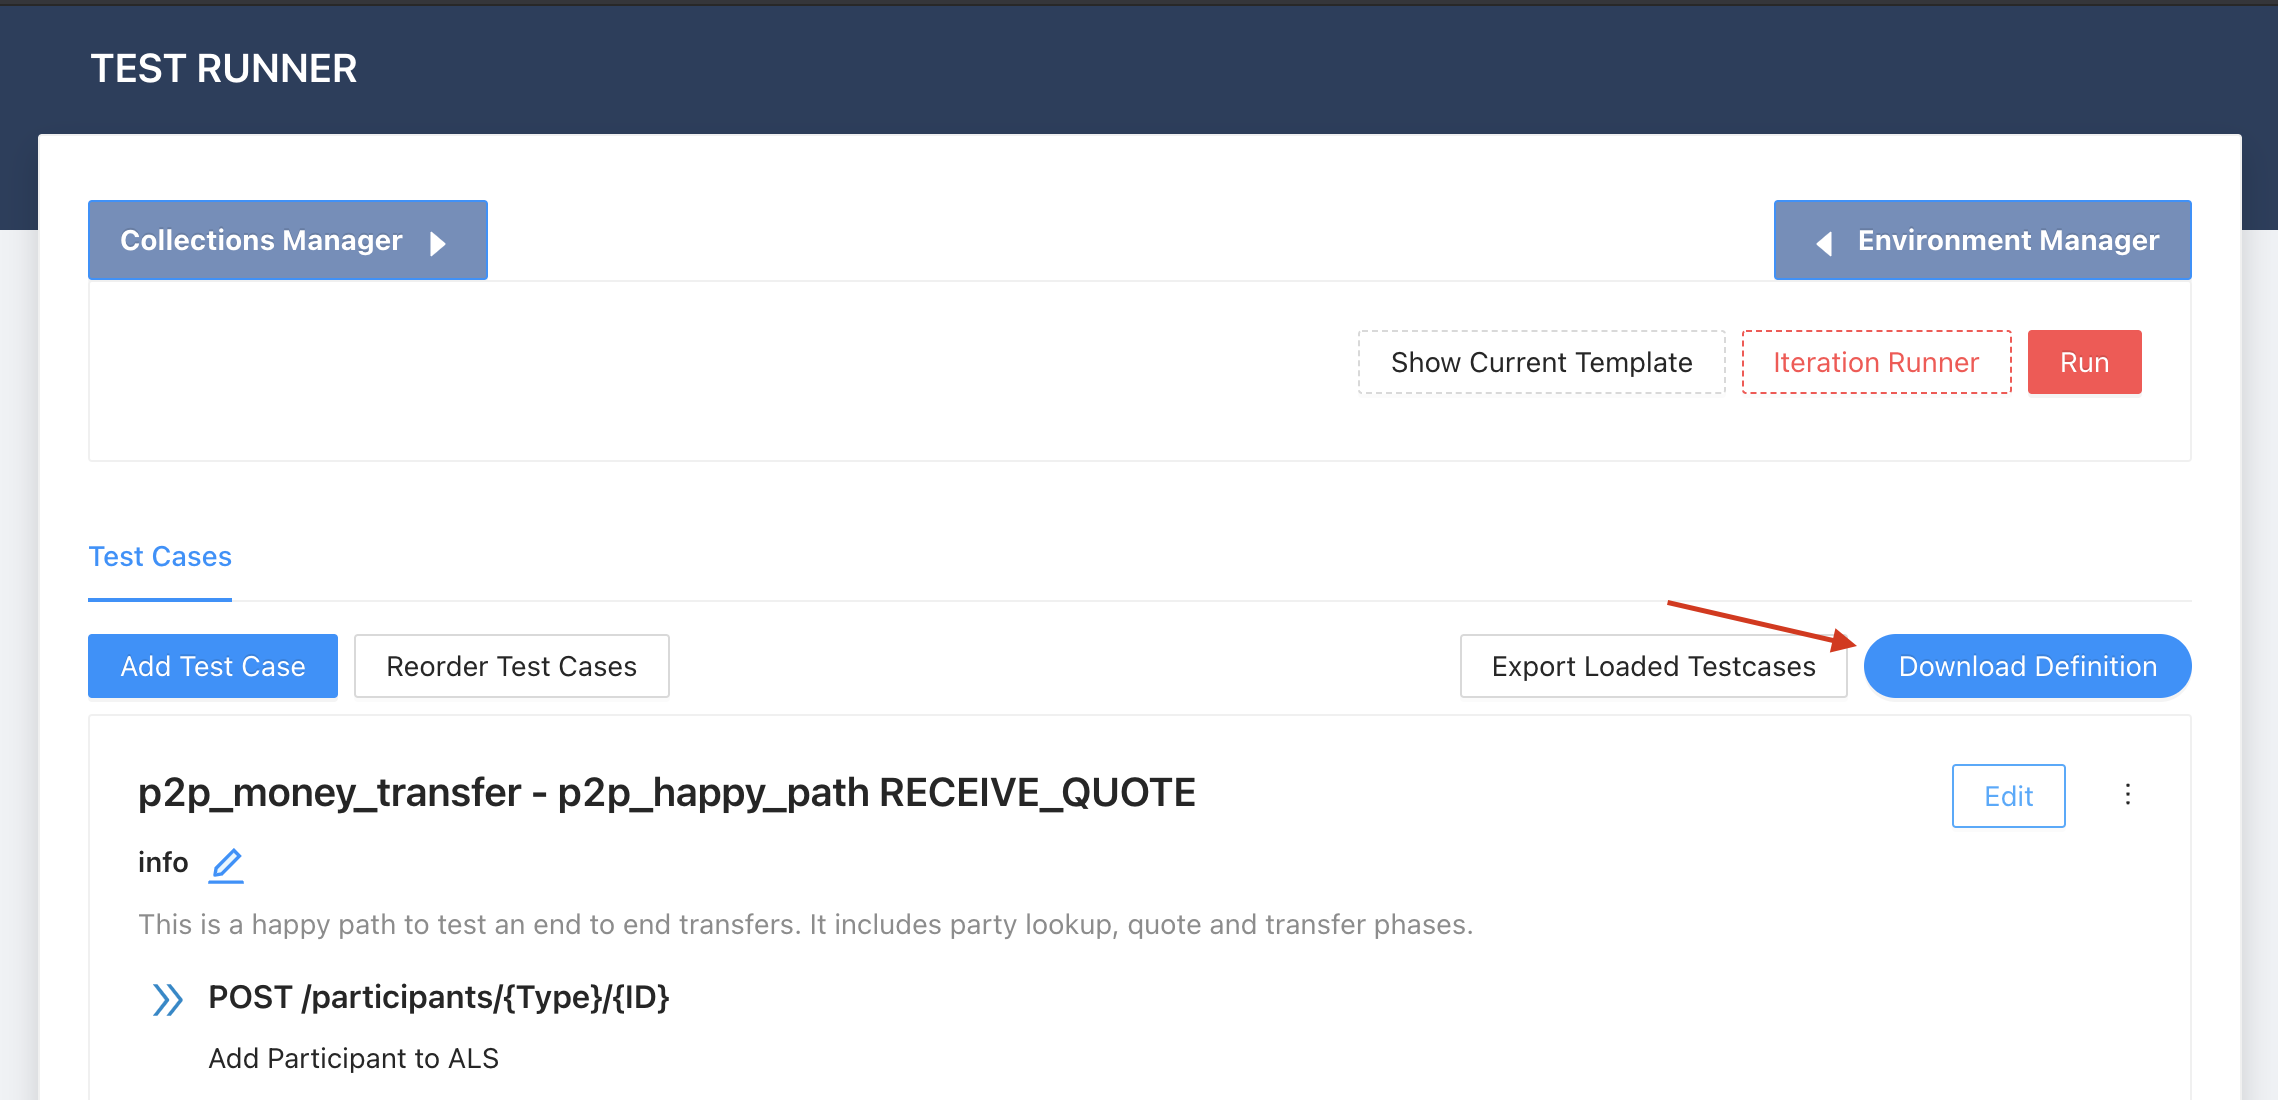 TEST RUNNER
Collections Manager
Environment Manager
Show Current Template
Iteration Runner
Run
Test Cases
Add Test Case
Reorder Test Cases
Export Loaded Testcases
Download Definition
p2p_money_transfer - p2p_happy_path RECEIVE_QUOTE
Edit
info
This is a happy path to test an end to end transfers. It includes party lookup, quote and transfer phases.
POST /participants/{Type}/{ID}
Add Participant to ALS